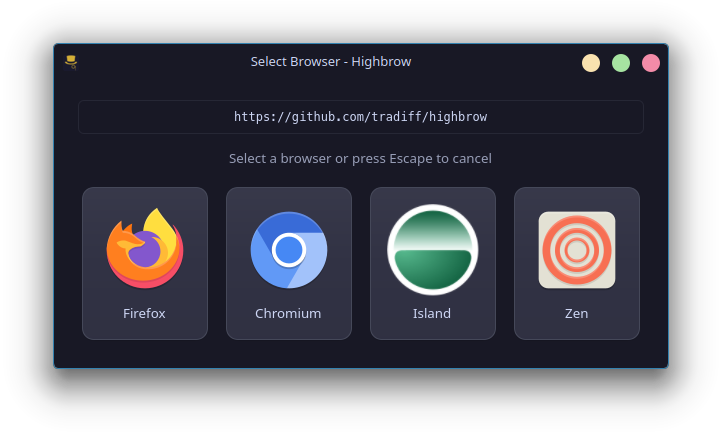 Select Browser - Highbrow
https://github.com/tradiff/highbrow
Select a browser or press Escape to cancel
Firefox
Chromium
Island
Zen